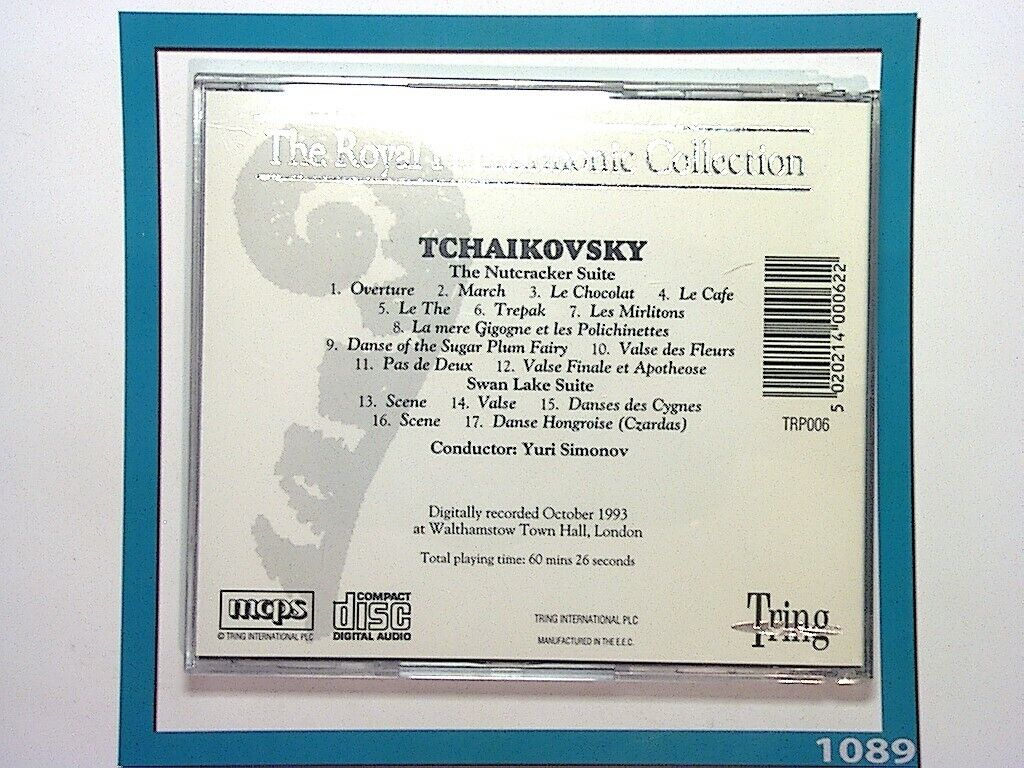 The Royal Philharmonic Collection
TCHAIKOVSKY
The Nutcracker Suite
1. Overture 2. March 3. Le Chocolat 4. Le Cafe
5. Le The 6. Trepak 7. Les Mirlitons
8. La mere Gigogne et les Polichinettes
9. Danse of the Sugar Plum Fairy 10. Valse des Fleurs
11. Pas de Deux 12. Valse Finale et Apotheose
Swan Lake Suite
13. Scene 14. Valse 15. Danses des Cygnes
16. Scene 17. Danse Hongroise (Czardas)
Conductor: Yuri Simonov
5 020214 000622
TRP006
Digitally recorded October 1993
at Walthamstow Town Hall, London
Total playing time: 60 mins 26 seconds
mcps
© TRING INTERNATIONAL PLC
COMPACT
disc
DIGITAL AUDIO
TRING INTERNATIONAL PLC
MANUFACTURED IN THE E.E.C.
Tring
1089